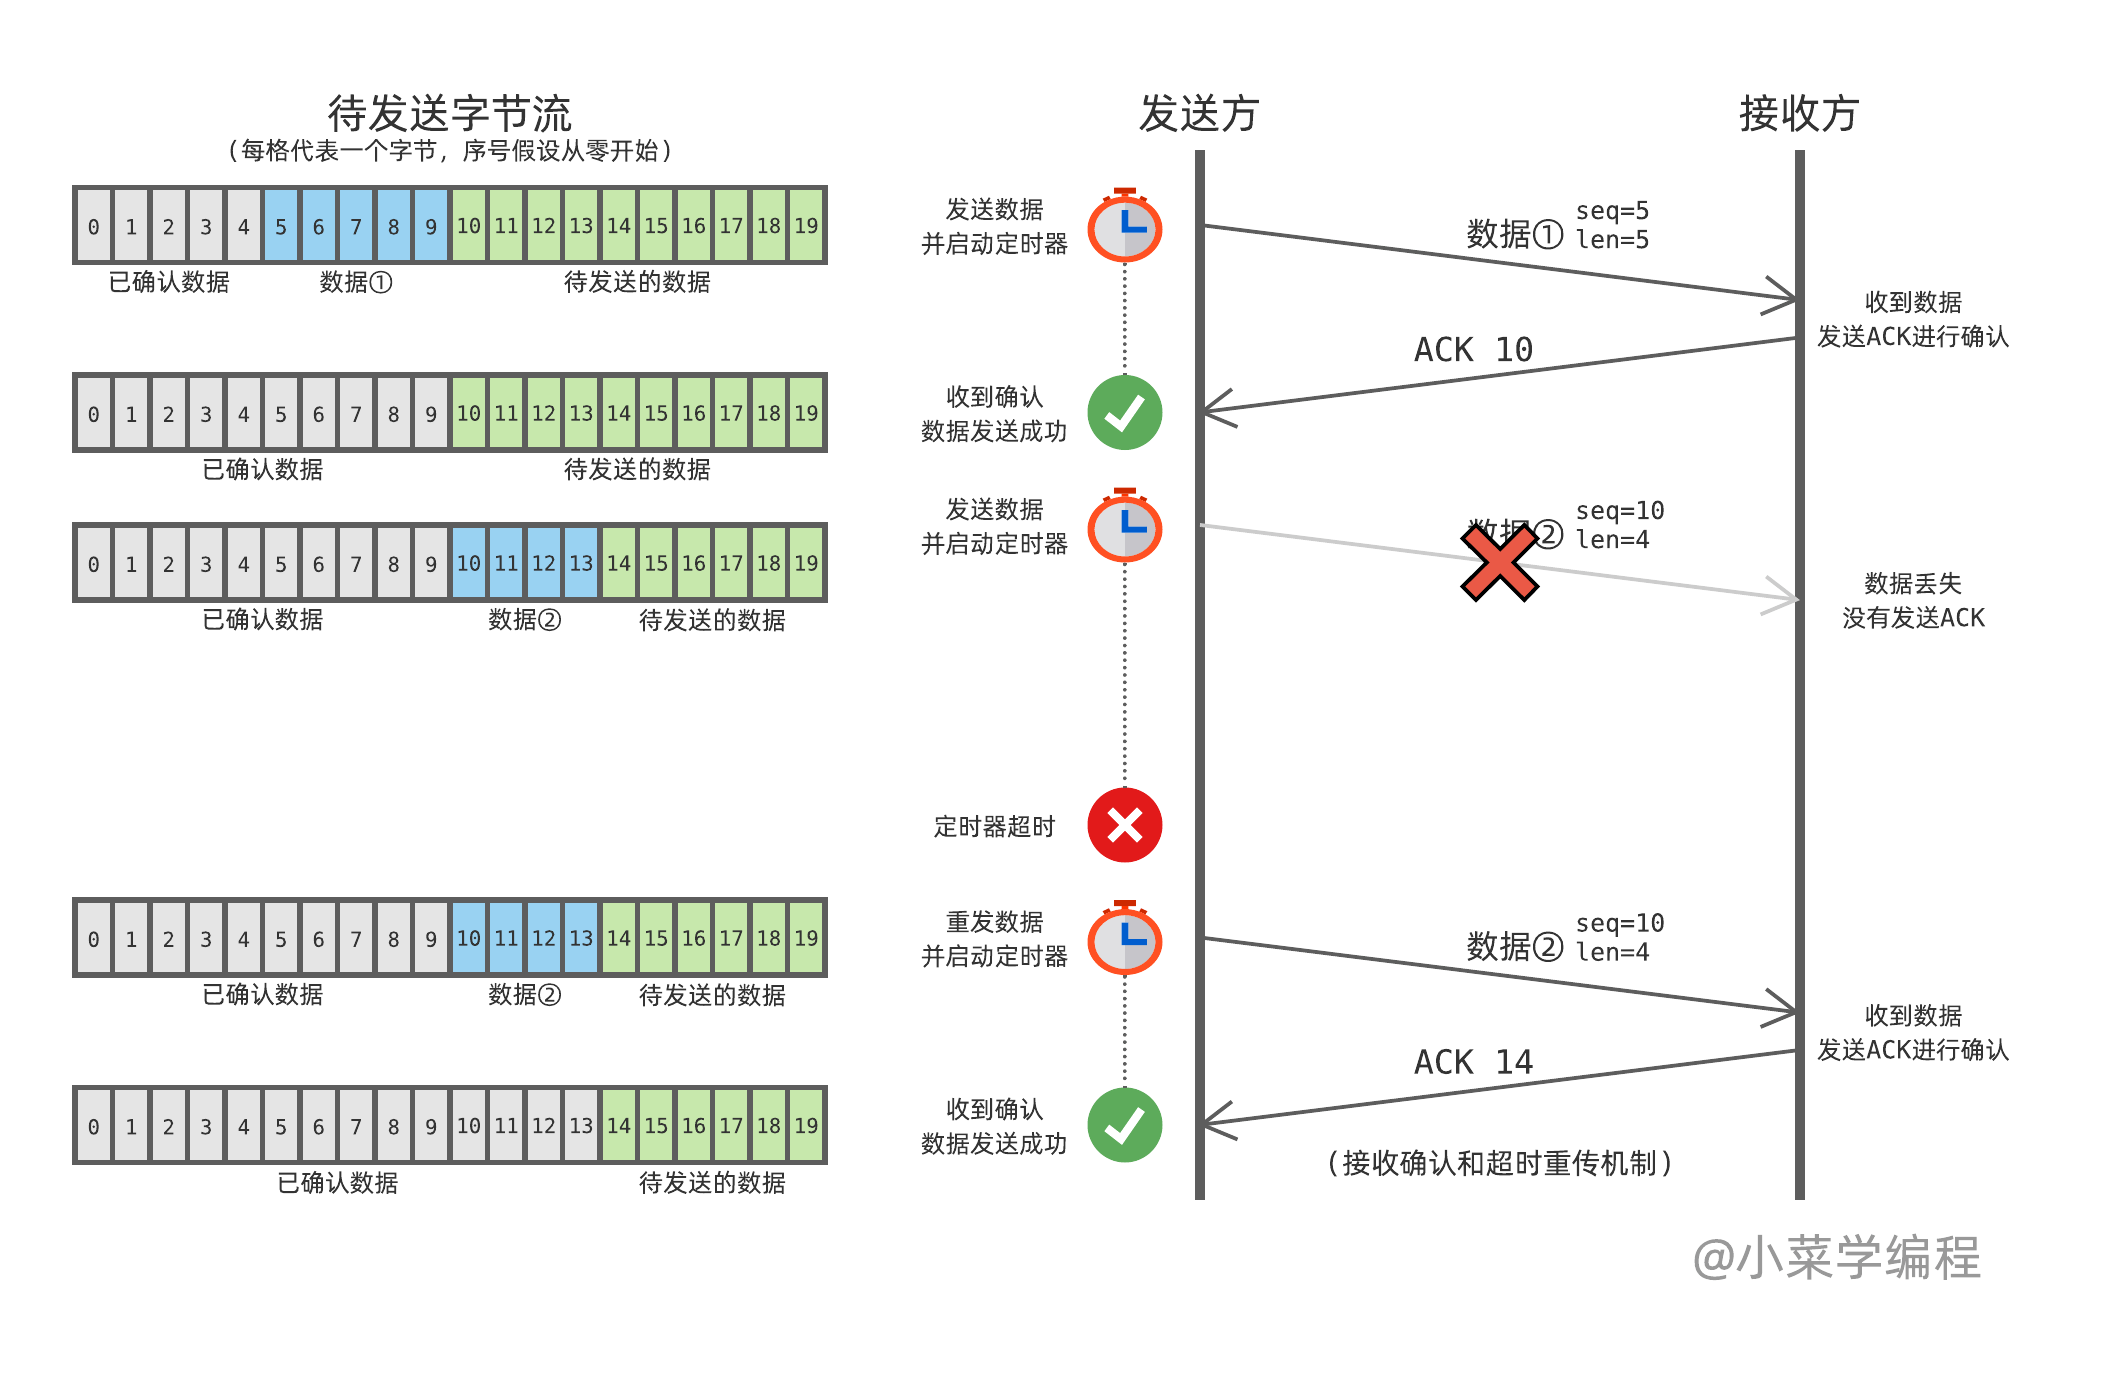 待发送字节流
(每格代表一个字节, 序号假设从零开始)
0 1 2 3 4 5 6 7 8 9 10 11 12 13 14 15 16 17 18 19
已确认数据 数据① 待发送的数据
0 1 2 3 4 5 6 7 8 9 10 11 12 13 14 15 16 17 18 19
已确认数据 待发送的数据
0 1 2 3 4 5 6 7 8 9 10 11 12 13 14 15 16 17 18 19
已确认数据 数据② 待发送的数据
0 1 2 3 4 5 6 7 8 9 10 11 12 13 14 15 16 17 18 19
已确认数据 数据② 待发送的数据
0 1 2 3 4 5 6 7 8 9 10 11 12 13 14 15 16 17 18 19
已确认数据 待发送的数据
发送方
接收方
发送数据
并启动定时器
数据①
seq=5
len=5
收到数据
发送ACK进行确认
ACK 10
收到确认
数据发送成功
发送数据
并启动定时器
数据②
seq=10
len=4
数据丢失
没有发送ACK
定时器超时
重发数据
并启动定时器
数据②
seq=10
len=4
收到数据
发送ACK进行确认
ACK 14
收到确认
数据发送成功
(接收确认和超时重传机制)
@小菜学编程